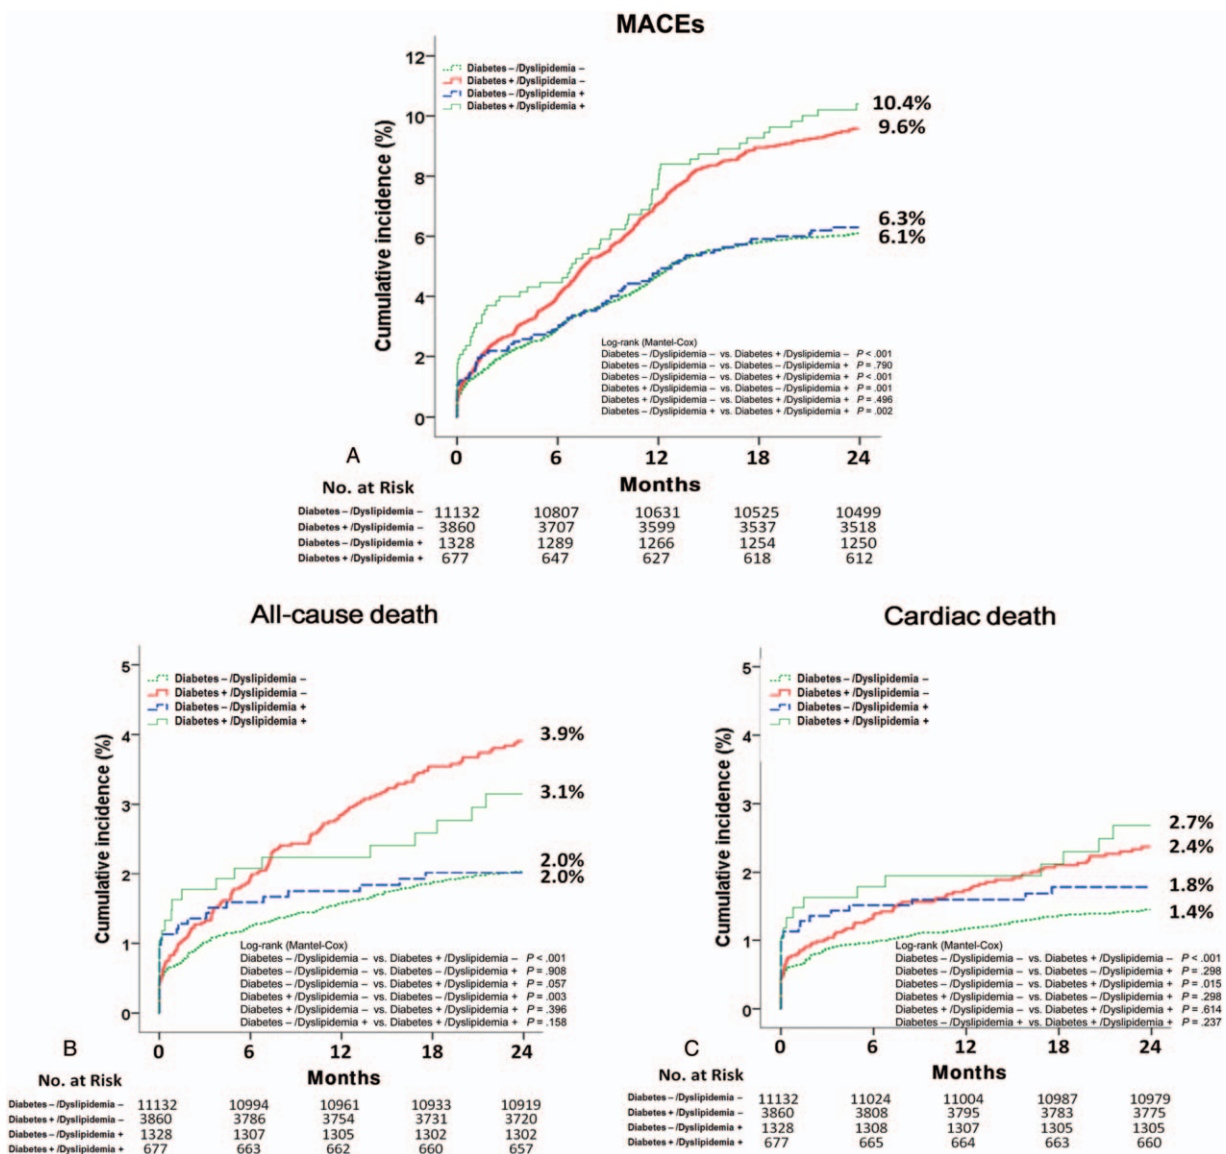 MACEs
12
10
8
6
4
2
0
Cumulative incidence (%)
Diabetes – /Dyslipidemia –
Diabetes + /Dyslipidemia –
Diabetes – /Dyslipidemia +
Diabetes + /Dyslipidemia +
10.4%
9.6%
6.3%
6.1%
Log-rank (Mantel-Cox)
Diabetes – /Dyslipidemia – vs. Diabetes + /Dyslipidemia – P < .001
Diabetes – /Dyslipidemia – vs. Diabetes – /Dyslipidemia + P = .790
Diabetes – /Dyslipidemia – vs. Diabetes + /Dyslipidemia + P < .001
Diabetes + /Dyslipidemia – vs. Diabetes – /Dyslipidemia + P = .001
Diabetes + /Dyslipidemia – vs. Diabetes + /Dyslipidemia + P = .496
Diabetes – /Dyslipidemia + vs. Diabetes + /Dyslipidemia + P = .002
0 6 12 18 24
A
No. at Risk Months
Diabetes – /Dyslipidemia – 11132 10807 10631 10525 10499
Diabetes + /Dyslipidemia – 3860 3707 3599 3537 3518
Diabetes – /Dyslipidemia + 1328 1289 1266 1254 1250
Diabetes + /Dyslipidemia + 677 647 627 618 612
All-cause death
5
4
3
2
1
0
Cumulative incidence (%)
Diabetes – /Dyslipidemia –
Diabetes + /Dyslipidemia –
Diabetes – /Dyslipidemia +
Diabetes + /Dyslipidemia +
3.9%
3.1%
2.0%
2.0%
Log-rank (Mantel-Cox)
Diabetes – /Dyslipidemia – vs. Diabetes + /Dyslipidemia – P < .001
Diabetes – /Dyslipidemia – vs. Diabetes – /Dyslipidemia + P = .908
Diabetes – /Dyslipidemia – vs. Diabetes + /Dyslipidemia + P = .057
Diabetes + /Dyslipidemia – vs. Diabetes – /Dyslipidemia + P = .003
Diabetes + /Dyslipidemia – vs. Diabetes + /Dyslipidemia + P = .396
Diabetes – /Dyslipidemia + vs. Diabetes + /Dyslipidemia + P = .158
0 6 12 18 24
B
No. at Risk Months
Diabetes – /Dyslipidemia – 11132 10994 10961 10933 10919
Diabetes + /Dyslipidemia – 3860 3786 3754 3731 3720
Diabetes – /Dyslipidemia + 1328 1307 1305 1302 1302
Diabetes + /Dyslipidemia + 677 663 662 660 657
Cardiac death
5
4
3
2
1
0
Cumulative incidence (%)
Diabetes – /Dyslipidemia –
Diabetes + /Dyslipidemia –
Diabetes – /Dyslipidemia +
Diabetes + /Dyslipidemia +
2.7%
2.4%
1.8%
1.4%
Log-rank (Mantel-Cox)
Diabetes – /Dyslipidemia – vs. Diabetes + /Dyslipidemia – P < .001
Diabetes – /Dyslipidemia – vs. Diabetes – /Dyslipidemia + P = .298
Diabetes – /Dyslipidemia – vs. Diabetes + /Dyslipidemia + P = .015
Diabetes + /Dyslipidemia – vs. Diabetes – /Dyslipidemia + P = .298
Diabetes + /Dyslipidemia – vs. Diabetes + /Dyslipidemia + P = .614
Diabetes – /Dyslipidemia + vs. Diabetes + /Dyslipidemia + P = .237
0 6 12 18 24
C
No. at Risk Months
Diabetes – /Dyslipidemia – 11132 11024 11004 10987 10979
Diabetes + /Dyslipidemia – 3860 3808 3795 3783 3775
Diabetes – /Dyslipidemia + 1328 1308 1307 1305 1305
Diabetes + /Dyslipidemia + 677 665 664 663 660